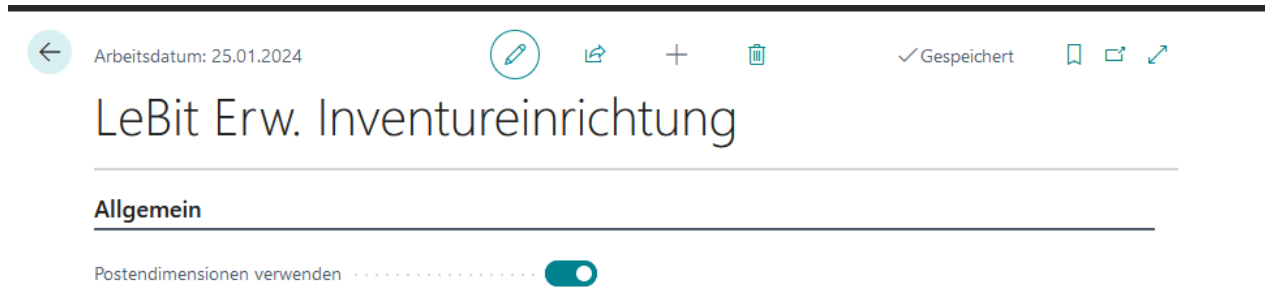 Arbeitsdatum: 25.01.2024
Gespeichert
LeBit Erw. Inventureinrichtung
Allgemein
Postendimensionen verwenden